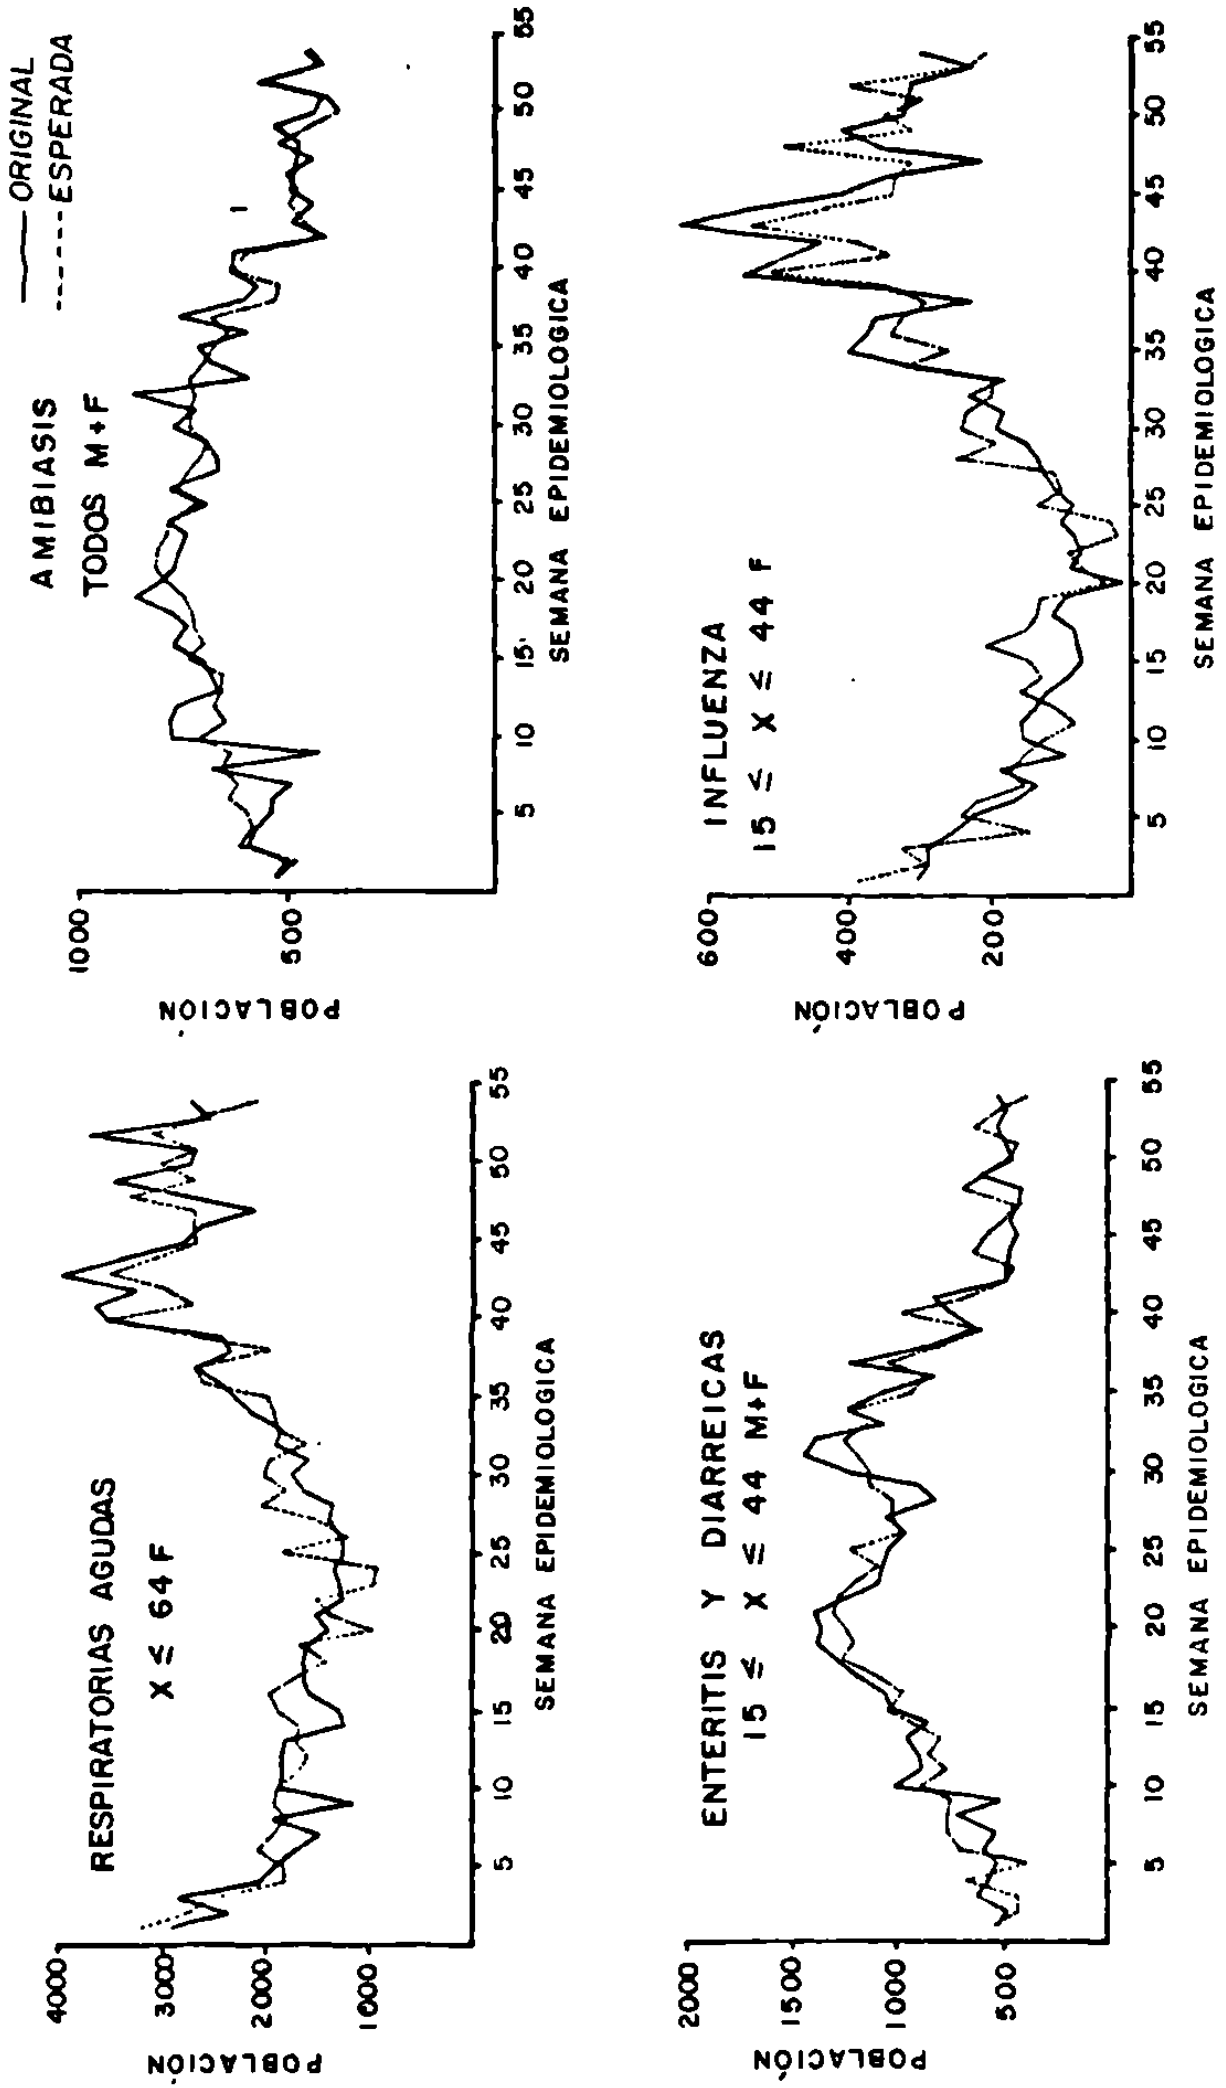 ORIGINAL
ESPERADA
RESPIRATORIAS AGUDAS
X ≤ 64 F
POBLACIÓN
4000
3000
2000
1000
5 10 15 20 25 30 35 40 45 50 55
SEMANA EPIDEMIOLOGICA
AMIBIASIS
TODOS M+F
POBLACIÓN
1000
500
5 10 15 20 25 30 35 40 45 50 55
SEMANA EPIDEMIOLOGICA
ENTERITIS Y DIARREICAS
15 ≤ X ≤ 44 M+F
POBLACIÓN
2000
1500
1000
500
5 10 15 20 25 30 35 40 45 50 55
SEMANA EPIDEMIOLOGICA
INFLUENZA
15 ≤ X ≤ 44 F
POBLACIÓN
600
400
200
5 10 15 20 25 30 35 40 45 50 55
SEMANA EPIDEMIOLOGICA